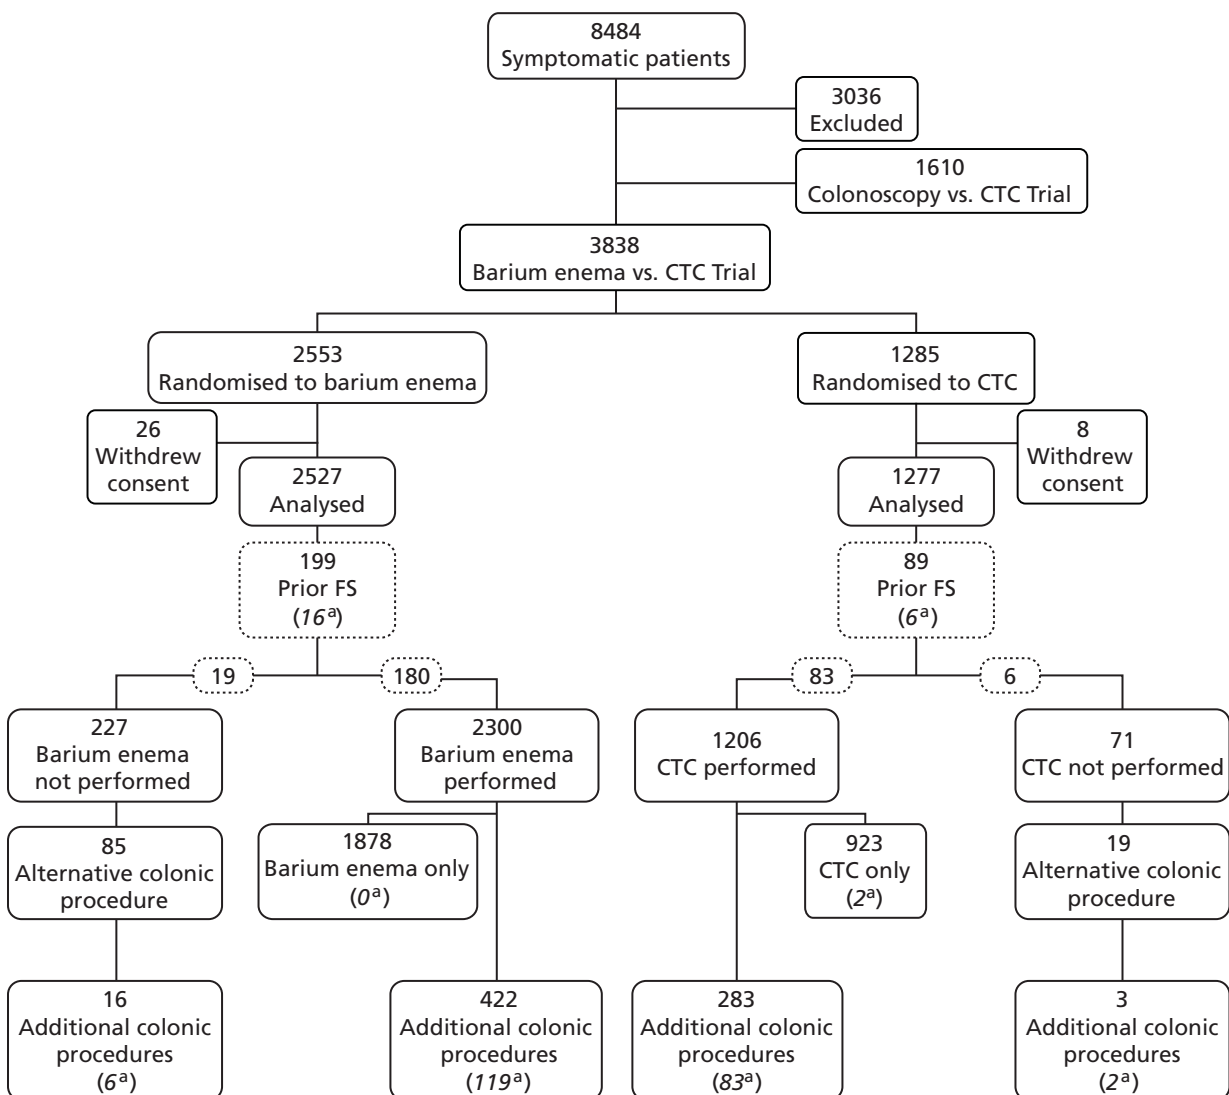 8484
Symptomatic patients
3036
Excluded
1610
Colonoscopy vs. CTC Trial
3838
Barium enema vs. CTC Trial
2553
Randomised to barium enema
1285
Randomised to CTC
26
Withdrew
consent
8
Withdrew
consent
2527
Analysed
1277
Analysed
199
Prior FS
(16ᵃ)
89
Prior FS
(6ᵃ)
19
180
83
6
227
Barium enema
not performed
2300
Barium enema
performed
1206
CTC performed
71
CTC not performed
85
Alternative colonic
procedure
1878
Barium enema only
(0ᵃ)
923
CTC only
(2ᵃ)
19
Alternative colonic
procedure
16
Additional colonic
procedures
(6ᵃ)
422
Additional colonic
procedures
(119ᵃ)
283
Additional colonic
procedures
(83ᵃ)
3
Additional colonic
procedures
(2ᵃ)